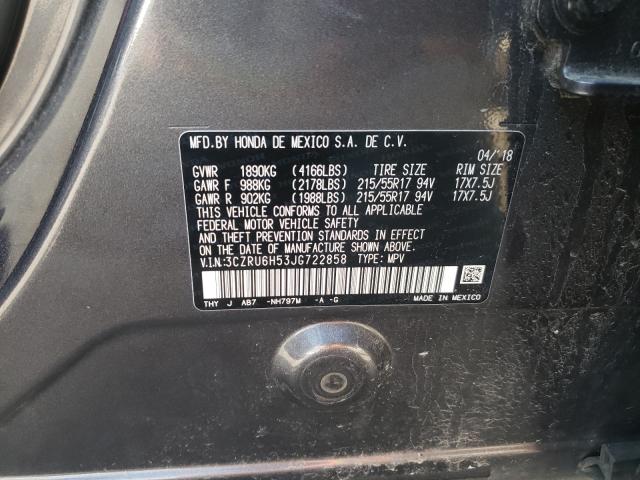 MFD.BY HONDA DE MEXICO S.A. DE C.V.
04/'18
GVWR 1890KG (4166LBS) TIRE SIZE RIM SIZE
GAWR F 988KG (2178LBS) 215/55R17 94V 17X7.5J
GAWR R 902KG (1988LBS) 215/55R17 94V 17X7.5J
THIS VEHICLE CONFORMS TO ALL APPLICABLE
FEDERAL MOTOR VEHICLE SAFETY
AND THEFT PREVENTION STANDARDS IN EFFECT
ON THE DATE OF MANUFACTURE SHOWN ABOVE.
V.I.N:3CZRU6H53JG722858 TYPE: MPV
THY J AB7 -NH797M -A -G MADE IN MEXICO